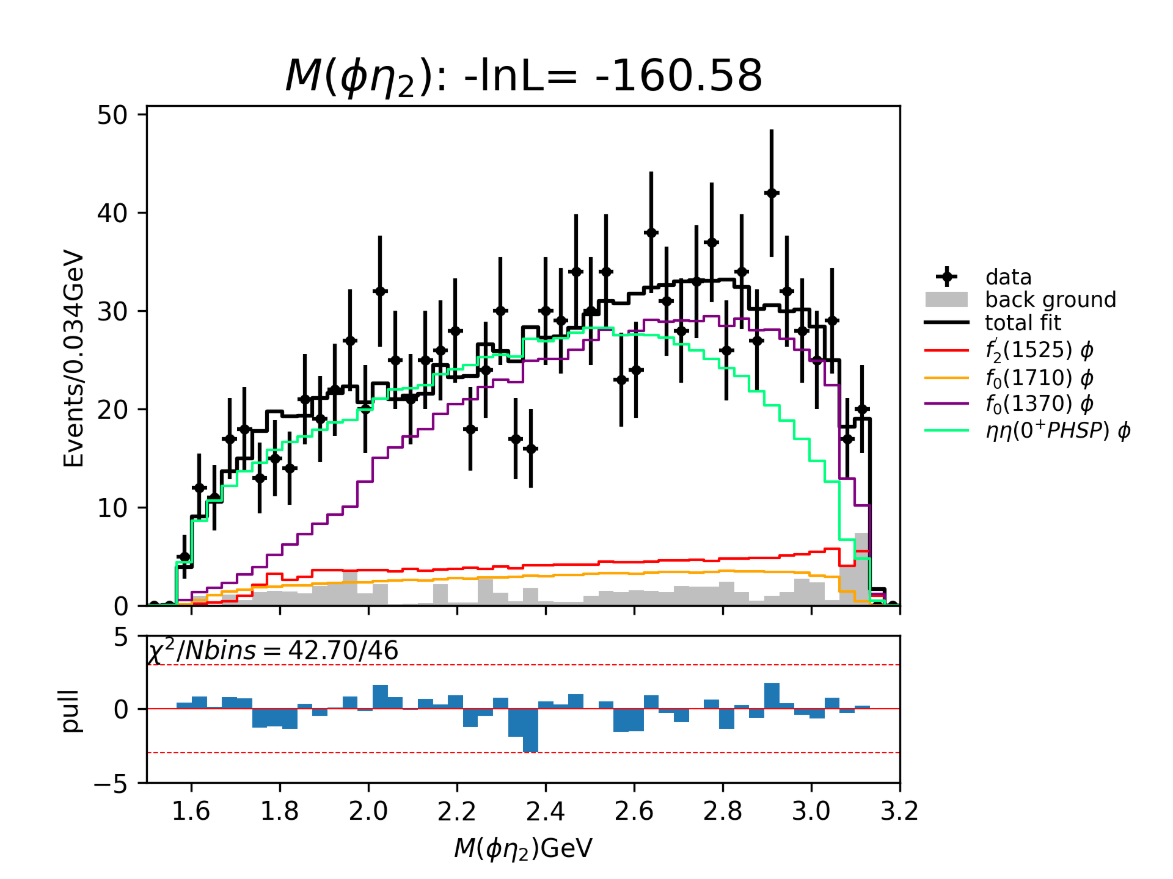 M(ϕη₂): -lnL= -160.58
50
40
30
20
10
0
Events/0.034GeV
data
back ground
total fit
f₂′(1525) ϕ
f₀(1710) ϕ
f₀(1370) ϕ
ηη(0⁺PHSP) ϕ
χ²/Nbins = 42.70/46
5
0
−5
pull
1.6 1.8 2.0 2.2 2.4 2.6 2.8 3.0 3.2
M(ϕη₂)GeV